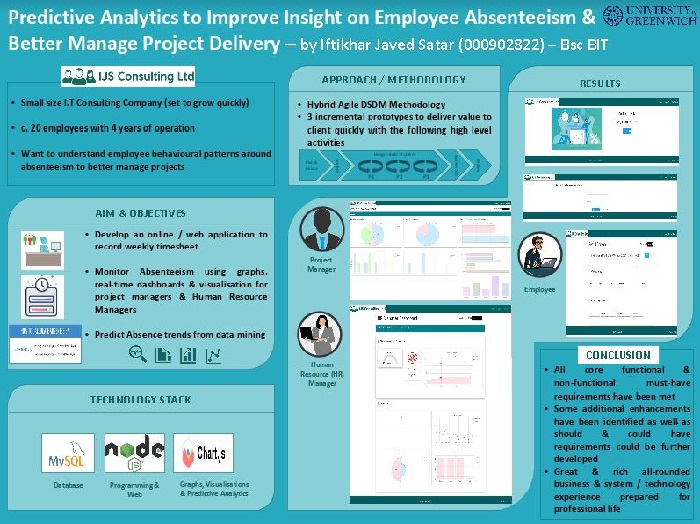 Predictive Analytics to Improve Insight on Employee Absenteeism &
Better Manage Project Delivery – by Iftikhar Javed Satar (000902822) – Bsc BIT
UNIVERSITY of
GREENWICH
IJS Consulting Ltd
• Small size I.T Consulting Company (set to grow quickly)
• c. 20 employees with 4 years of operation
• Want to understand employee behavioural patterns around
absenteeism to better manage projects
AIM & OBJECTIVES
• Develop an online / web application to
record weekly timesheet
• Monitor Absenteeism using graphs,
real-time dashboards & visualisation for
project managers & Human Resource
Managers
• Predict Absence trends from data mining
TECHNOLOGY STACK
MySQL
Database
node
JS
Programming &
Web
Chart.js
Graphs, Visualisations
& Predictive Analytics
APPROACH / METHODOLOGY
• Hybrid Agile DSDM Methodology
• 3 incremental prototypes to deliver value to
client quickly with the following high level
activities
Project
Manager
Human
Resource (HR)
Manager
RESULTS
Employee
CONCLUSION
• All core functional &
non-functional must-have
requirements have been met
• Some additional enhancements
have been identified as well as
should & could have
requirements could be further
developed
• Great & rich all-rounded
business & system / technology
experience prepared for
professional life